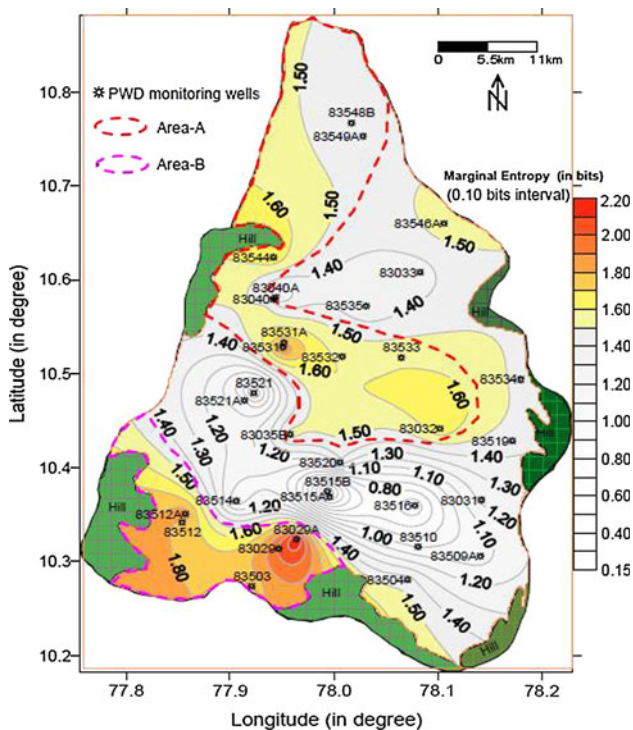 10.8
10.7
10.6
10.5
10.4
10.3
10.2
Latitude (in degree)
77.8
77.9
78.0
78.1
78.2
Longitude (in degree)
0
5.5km
11km
N
PWD monitoring wells
Area-A
Area-B
Marginal Entropy (in bits)
(0.10 bits interval)
2.20
2.00
1.80
1.60
1.40
1.20
1.00
0.80
0.60
0.40
0.15
1.50
83548B
83549A
1.50
1.60
83546A
1.50
Hill
83544
1.40
83033
83040A
83040
83535
1.40
1.50
83531A
83531
1.40
83532
83533
1.60
83534
83521
83521A
1.60
83032
1.40
1.20
83035B
1.50
83519
Hill
1.20
1.30
1.40
1.30
83520
1.10
1.10
1.30
1.50
83515B
83515A
0.80
83514
1.20
83516
83031
1.20
Hill
83512A
83512
1.60
83029A
1.00
83510
1.10
83029
1.40
83509A
1.80
83503
83504
1.20
Hill
1.50
1.40
Hill